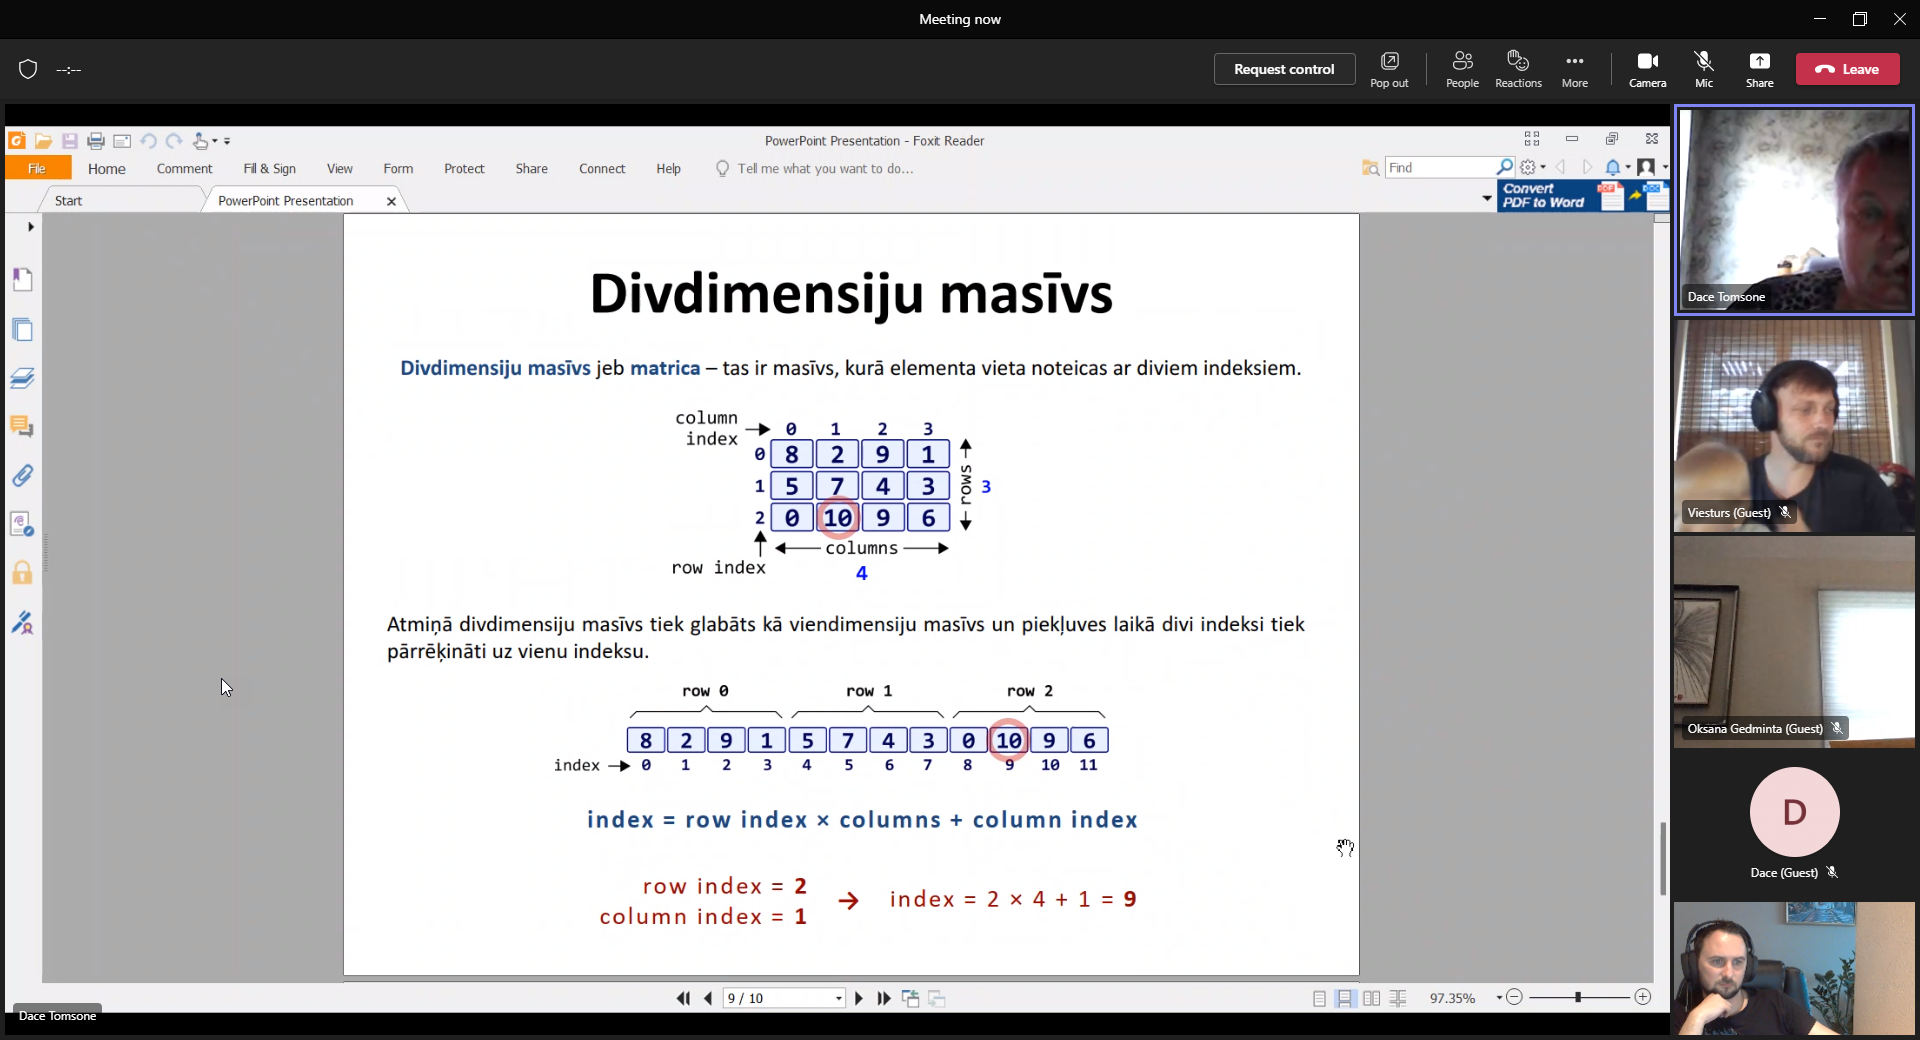 Meeting now
--:--
Request control
Pop out
People
Reactions
More
Camera
Mic
Share
Leave
PowerPoint Presentation - Foxit Reader
File
Home
Comment
Fill & Sign
View
Form
Protect
Share
Connect
Help
Tell me what you want to do...
Find
Start
PowerPoint Presentation
Convert
PDF to Word
Divdimensiju masīvs
Divdimensiju masīvs jeb matrica – tas ir masīvs, kurā elementa vieta noteicas ar diviem indeksiem.
column
index
0 1 2 3
0 8 2 9 1
1 5 7 4 3
2 0 10 9 6
rows
3
columns
row index
4
Atmiņā divdimensiju masīvs tiek glabāts kā viendimensiju masīvs un piekļuves laikā divi indeksi tiek
pārrēķināti uz vienu indeksu.
row 0 row 1 row 2
8 2 9 1 5 7 4 3 0 10 9 6
index 0 1 2 3 4 5 6 7 8 9 10 11
index = row index × columns + column index
row index = 2
column index = 1
→ index = 2 × 4 + 1 = 9
9 / 10
97.35%
Dace Tomsone
Dace Tomsone
Viesturs (Guest)
Oksana Gedminta (Guest)
D
Dace (Guest)